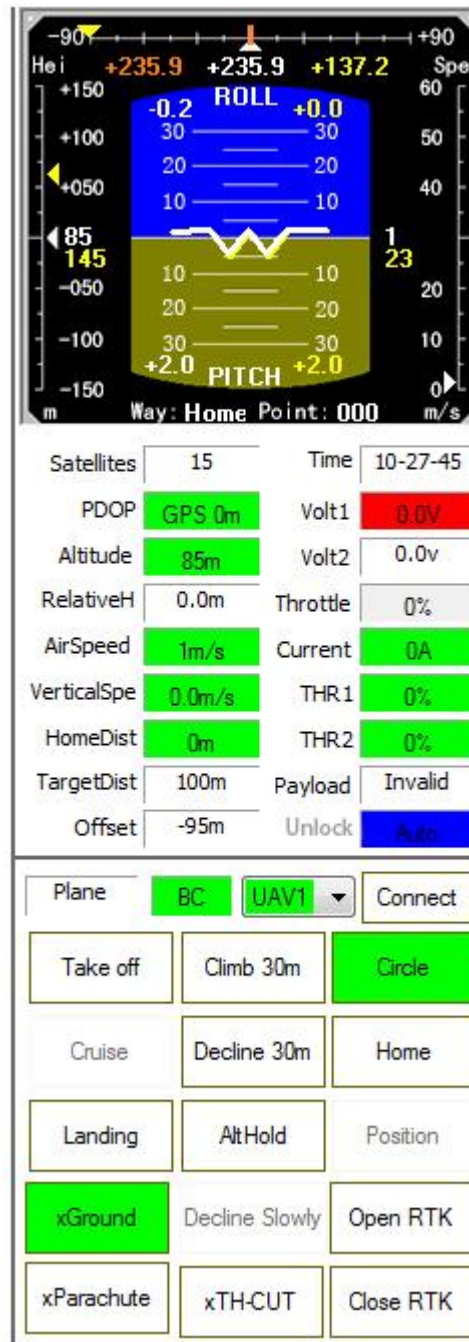 -90 +90
Hei +235.9 +235.9 +137.2 Spe
+150 -0.2 ROLL +0.0 60
30 30
+100 50
20 20
+050 10 10 40
85 1
145 23
-050 10 10 20
20 20
-100 30 30 10
+2.0 PITCH +2.0
-150 0
m Way: Home Point: 000 m/s
Satellites 15 Time 10-27-45
PDOP GPS 0m Volt1 0.0V
Altitude 85m Volt2 0.0v
RelativeH 0.0m Throttle 0%
AirSpeed 1m/s Current 0A
VerticalSpe 0.0m/s THR1 0%
HomeDist 0m THR2 0%
TargetDist 100m Payload Invalid
Offset -95m Unlock Auto
Plane BC UAV1 Connect
Take off Climb 30m Circle
Cruise Decline 30m Home
Landing AltHold Position
xGround Decline Slowly Open RTK
xParachute xTH-CUT Close RTK